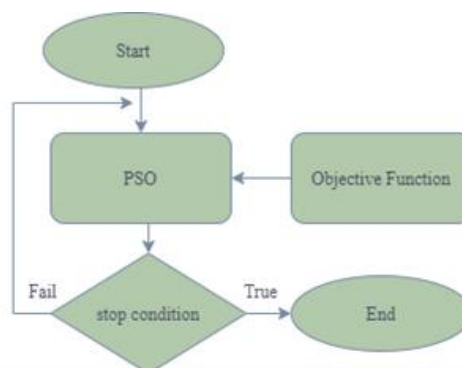 Start
PSO
Objective Function
Fail
True
stop condition
End